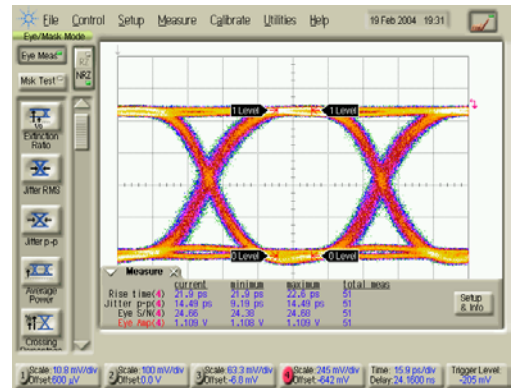 File Control Setup Measure Calibrate Utilities Help 19 Feb 2004 19:31
Eye/Mask Mode
Eye Meas
RZ
Msk Test
NRZ
Extinction
Ratio
Jitter RMS
Jitter p-p
Average
Power
Crossing
1 Level 1 Level
0 Level 0 Level
Measure
current minimum maximum total meas
Rise time(4) 21.9 ps 21.9 ps 22.6 ps 51
Jitter p-p(4) 14.49 ps 9.19 ps 14.49 ps 51
Eye S/N(4) 24.66 24.38 24.68 51
Eye Amp(4) 1.109 V 1.108 V 1.109 V 51
Setup
& Info
1 Scale: 10.8 mV/div 2 Scale: 100 mV/div 3 Scale: 63.3 mV/div 4 Scale: 245 mV/div Time: 15.9 ps/div Trigger Level:
Offset: 600 µV Offset: 0.0 V Offset: -6.8 mV Offset: -642 mV Delay: 24.1600 ns -205 mV